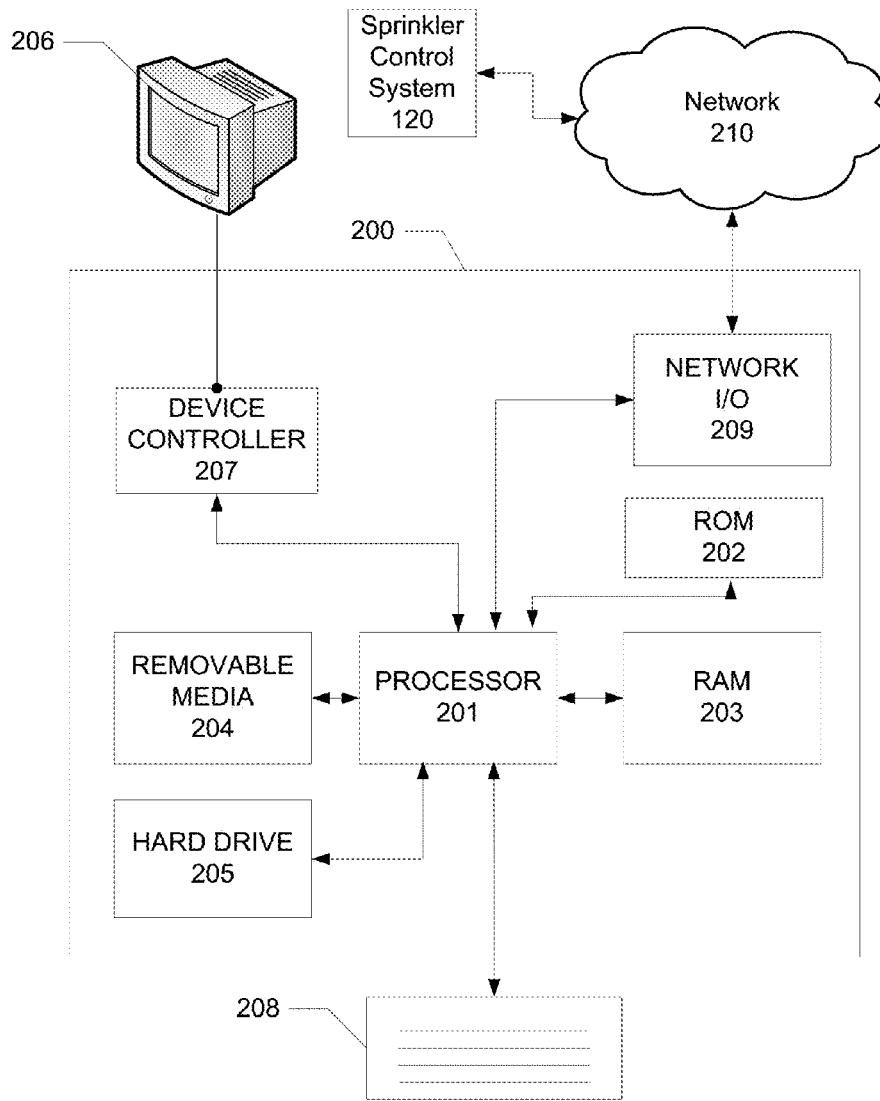 206
Sprinkler
Control
System
120
Network
210
200
DEVICE
CONTROLLER
207
NETWORK
I/O
209
ROM
202
REMOVABLE
MEDIA
204
PROCESSOR
201
RAM
203
HARD DRIVE
205
208